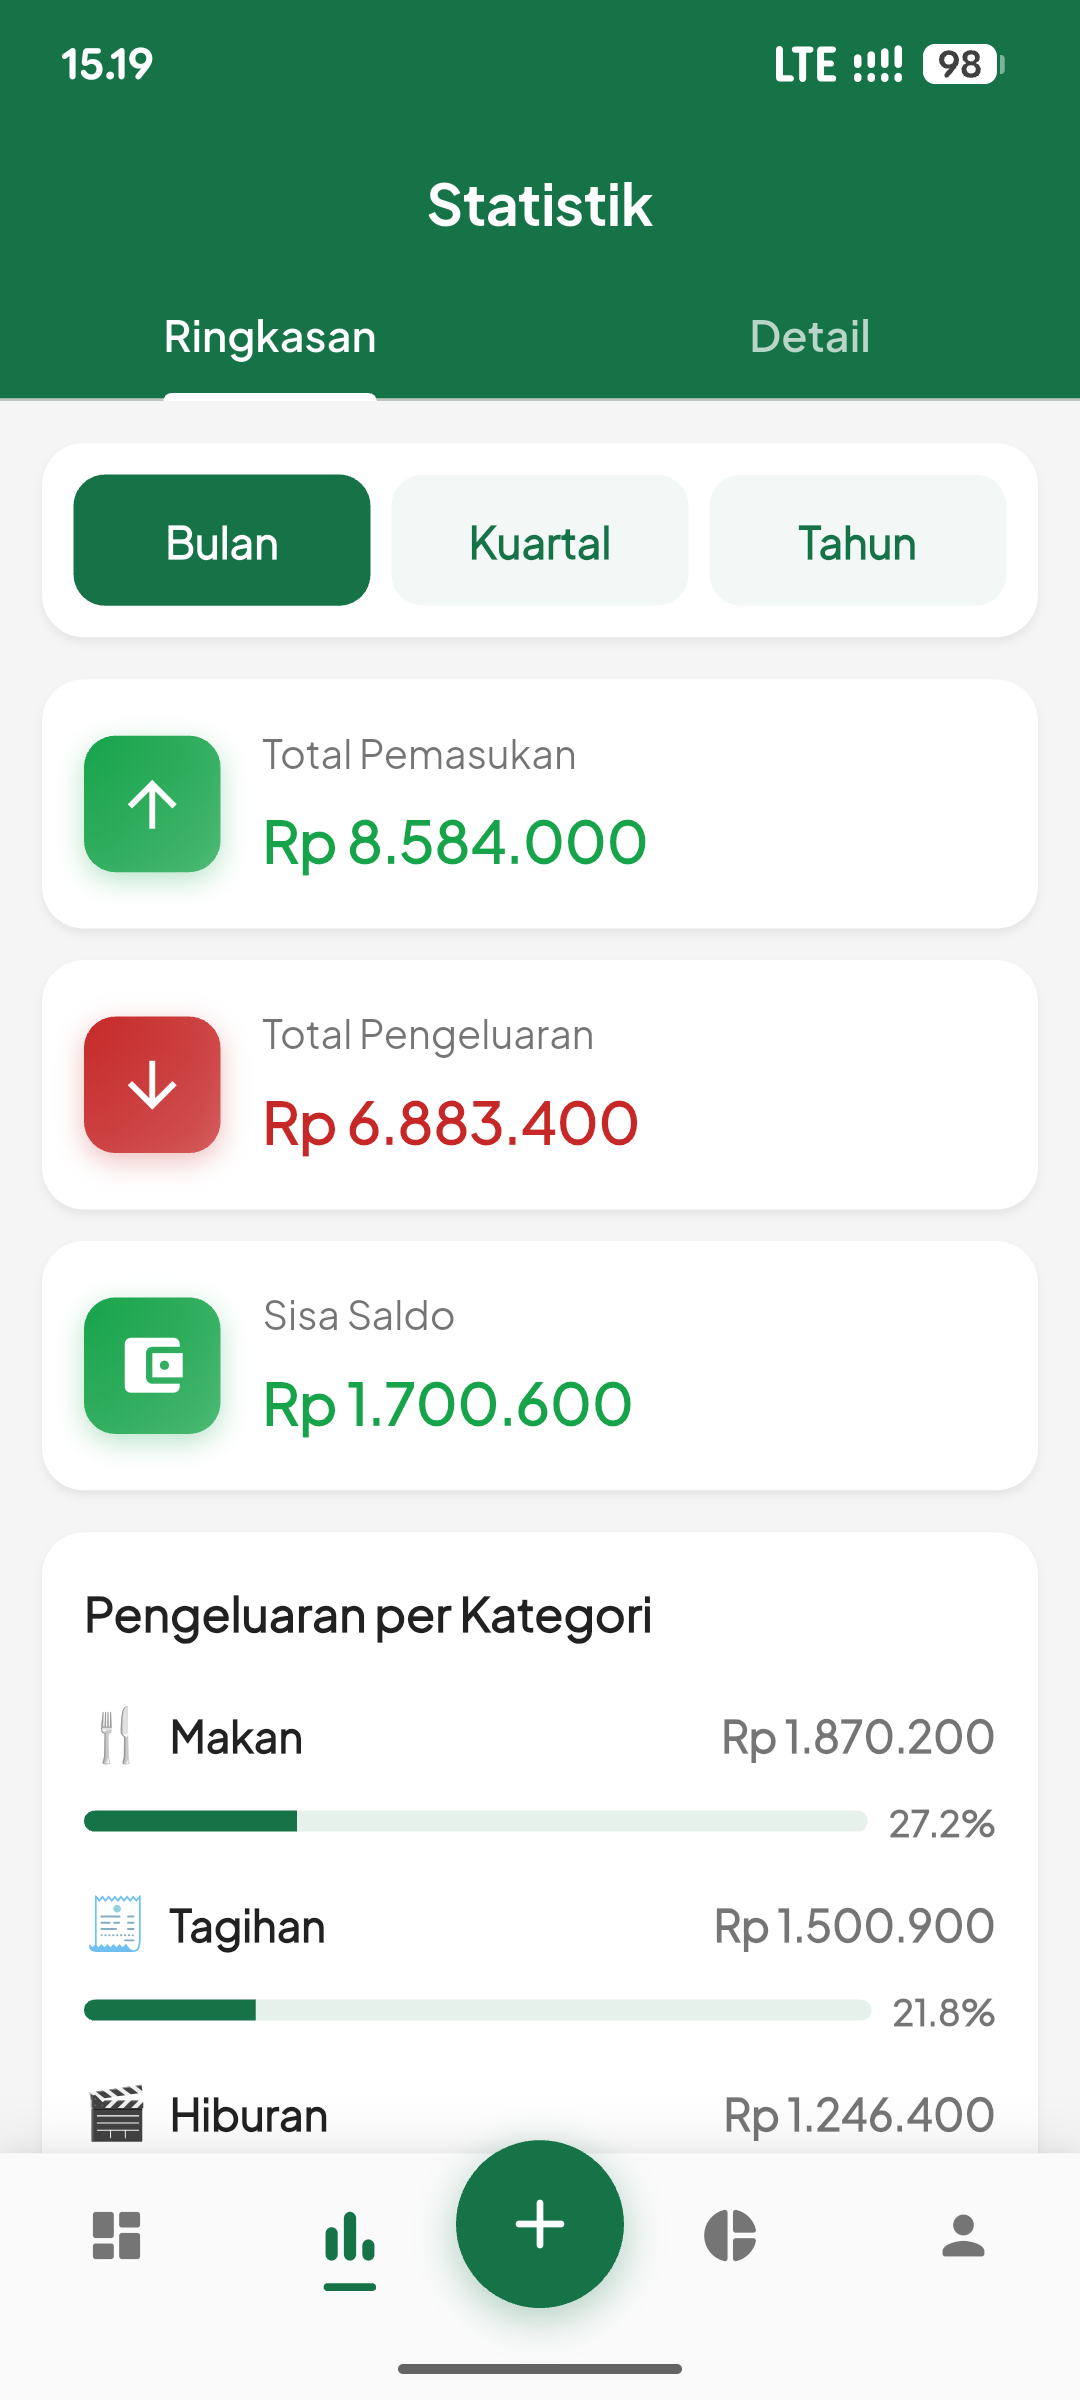 15.19
LTE
98
Statistik
Ringkasan
Detail
Bulan
Kuartal
Tahun
Total Pemasukan
Rp 8.584.000
Total Pengeluaran
Rp 6.883.400
Sisa Saldo
Rp 1.700.600
Pengeluaran per Kategori
Makan
Rp 1.870.200
27.2%
Tagihan
Rp 1.500.900
21.8%
Hiburan
Rp 1.246.400